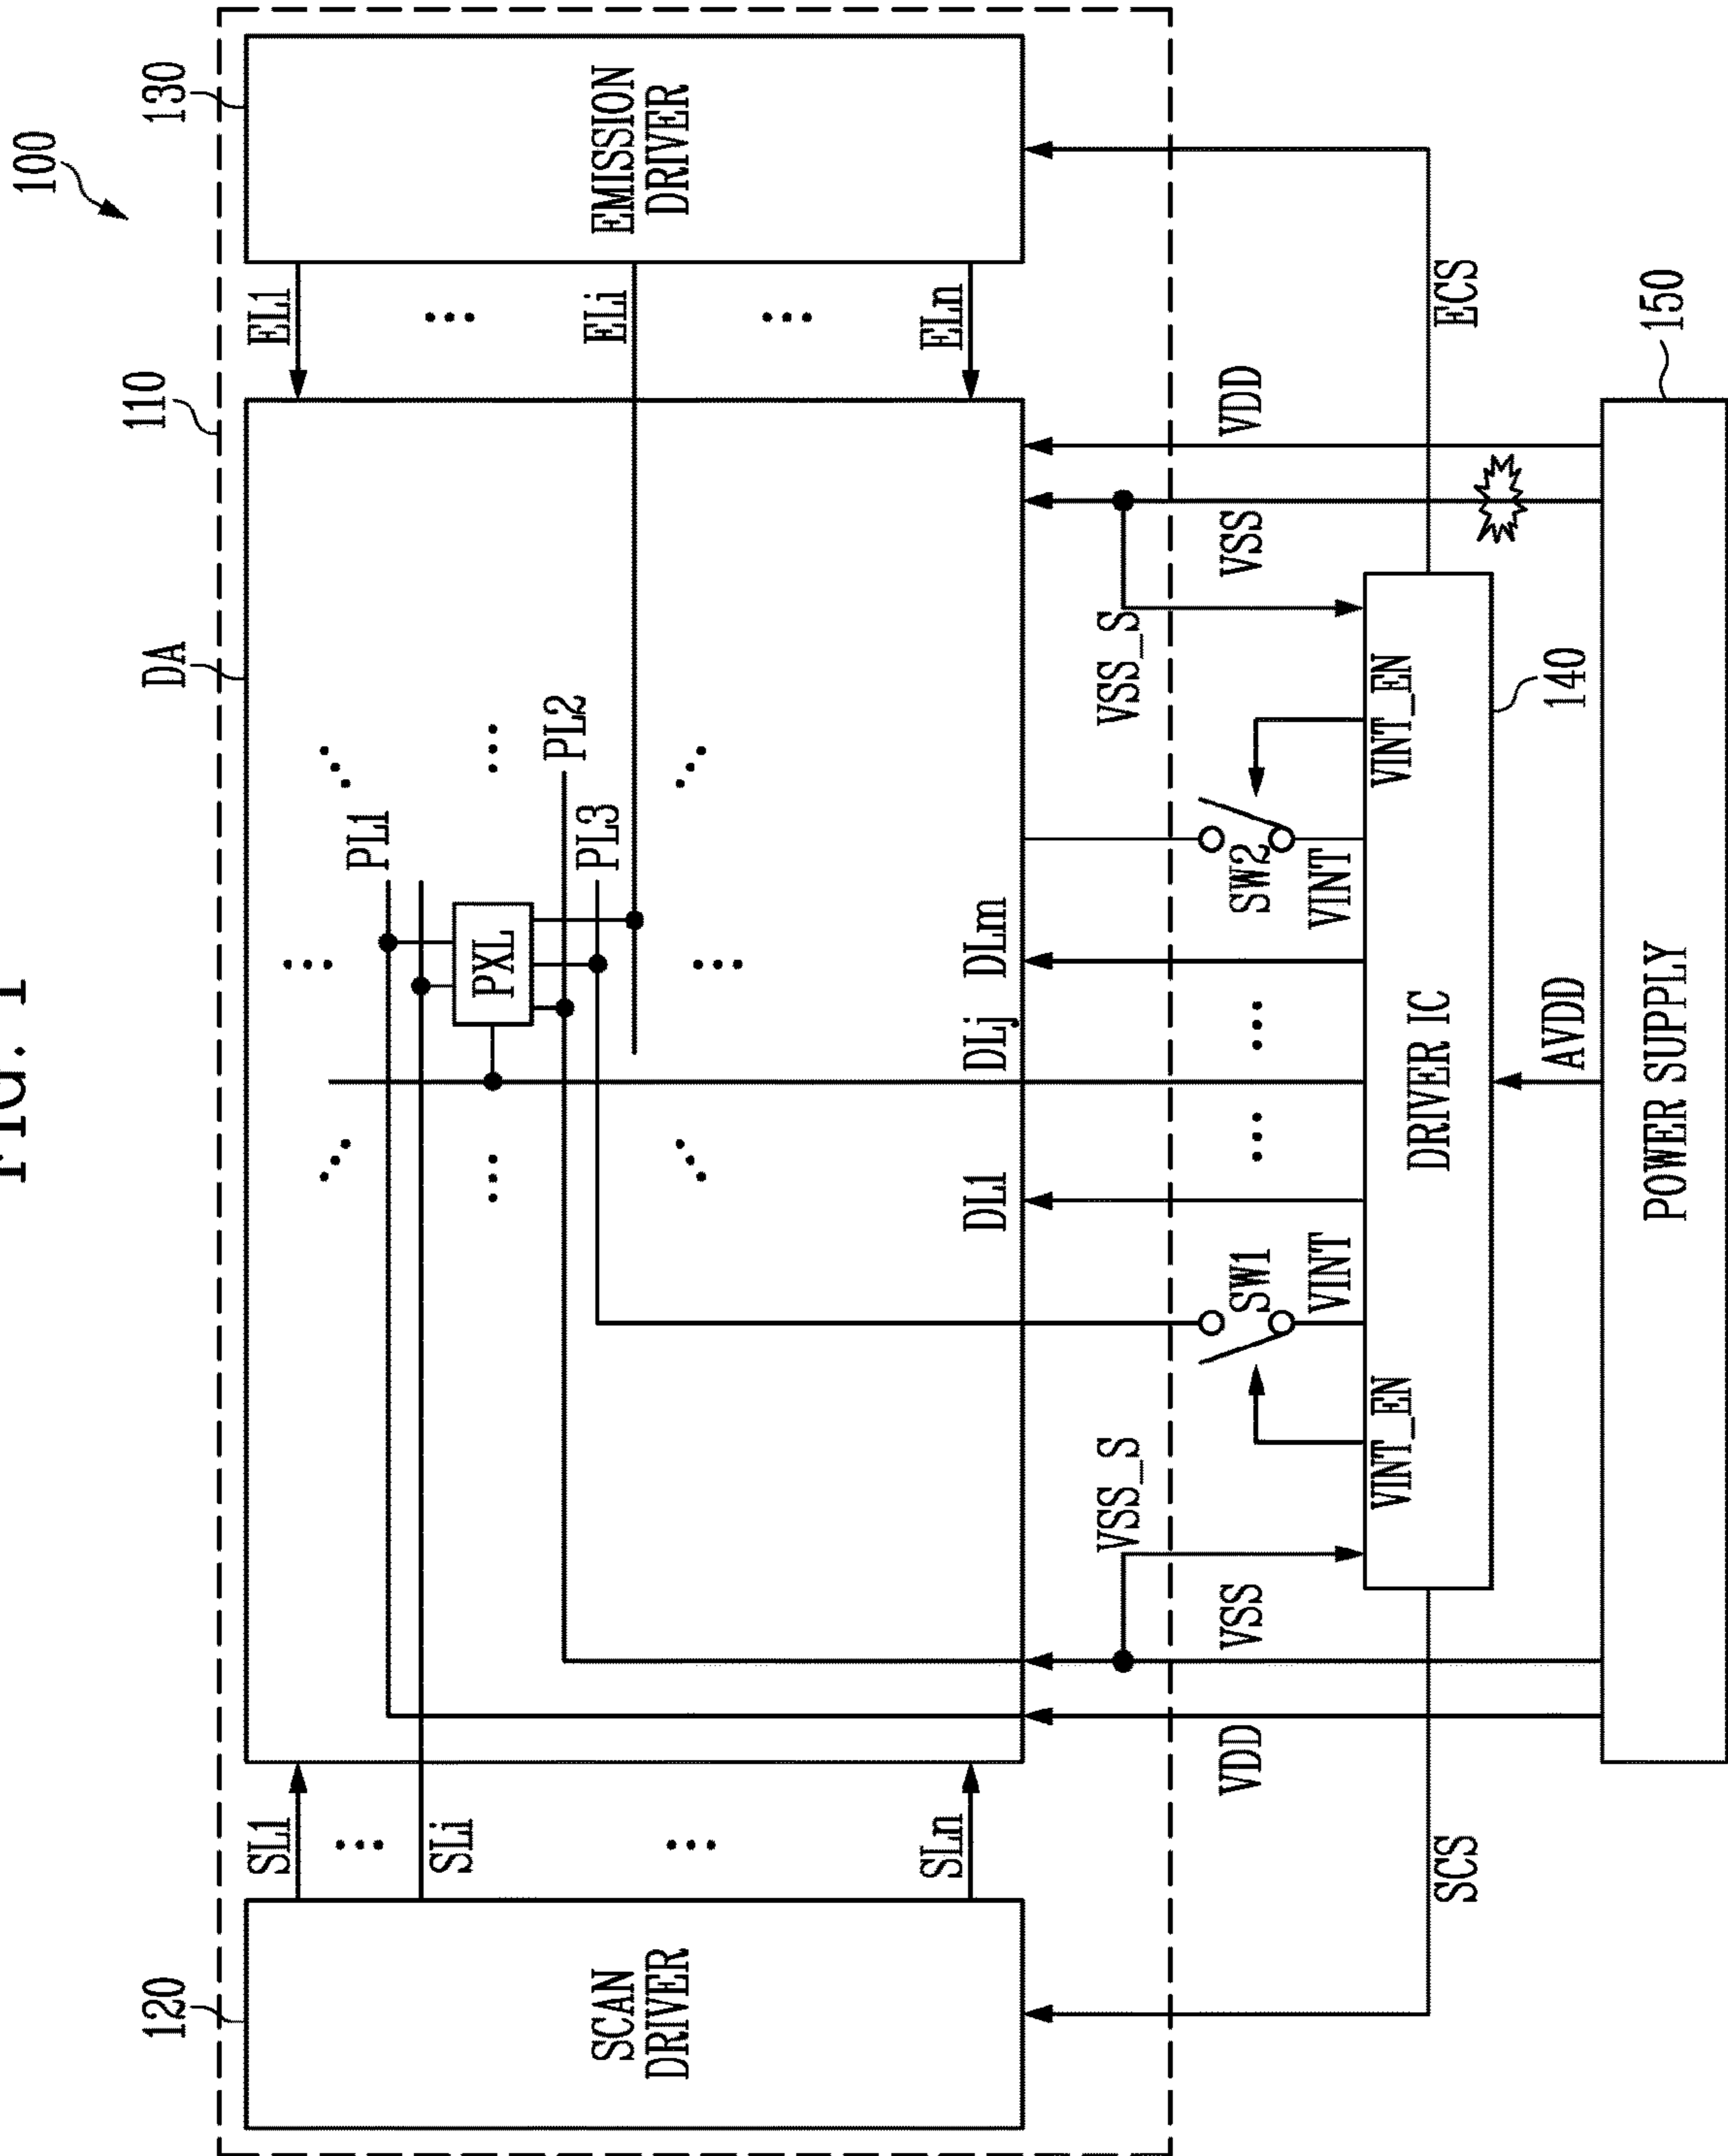 FIG. 1
100
120
DA
110
130
SCAN
DRIVER
SL1
SLi
SLn
PL1
PXL
PL2
PL3
EL1
ELi
ELn
EMISSION
DRIVER
DL1
DLj
DLm
VSS_S
VSS_S
VDD
VSS
SW1
SW2
VSS
VDD
VINT
VINT
VINT_EN
VINT_EN
SCS
DRIVER IC
ECS
140
AVDD
POWER SUPPLY
150